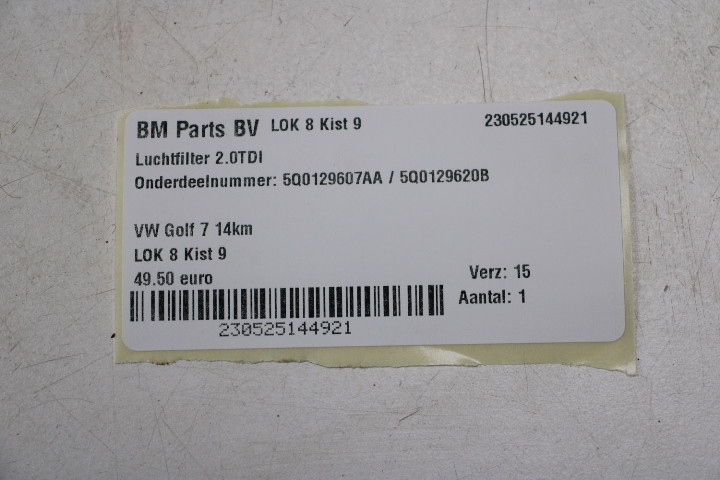 BM Parts BV LOK 8 Kist 9 230525144921
Luchtfilter 2.0TDI
Onderdeelnummer: 5Q0129607AA / 5Q0129620B
VW Golf 7 14km
LOK 8 Kist 9
49.50 euro Verz: 15
Aantal: 1
230525144921